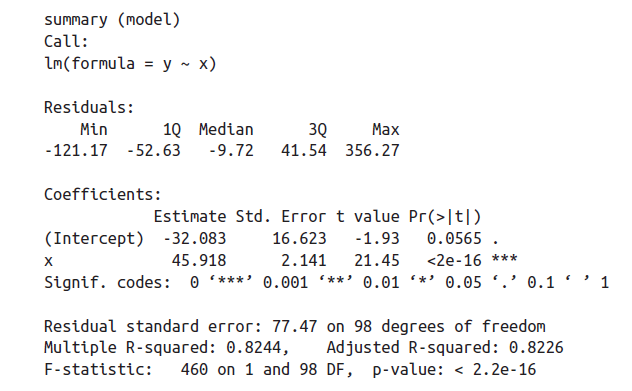 summary (model)
Call:
lm(formula = y ~ x)

Residuals:
    Min      1Q  Median      3Q     Max
-121.17  -52.63   -9.72   41.54  356.27

Coefficients:
            Estimate Std. Error t value Pr(>|t|)
(Intercept)  -32.083     16.623   -1.93   0.0565 .
x             45.918      2.141   21.45   <2e-16 ***
Signif. codes:  0 ‘***’ 0.001 ‘**’ 0.01 ‘*’ 0.05 ‘.’ 0.1 ‘ ’ 1

Residual standard error: 77.47 on 98 degrees of freedom
Multiple R-squared: 0.8244,    Adjusted R-squared: 0.8226
F-statistic:   460 on 1 and 98 DF,  p-value: < 2.2e-16